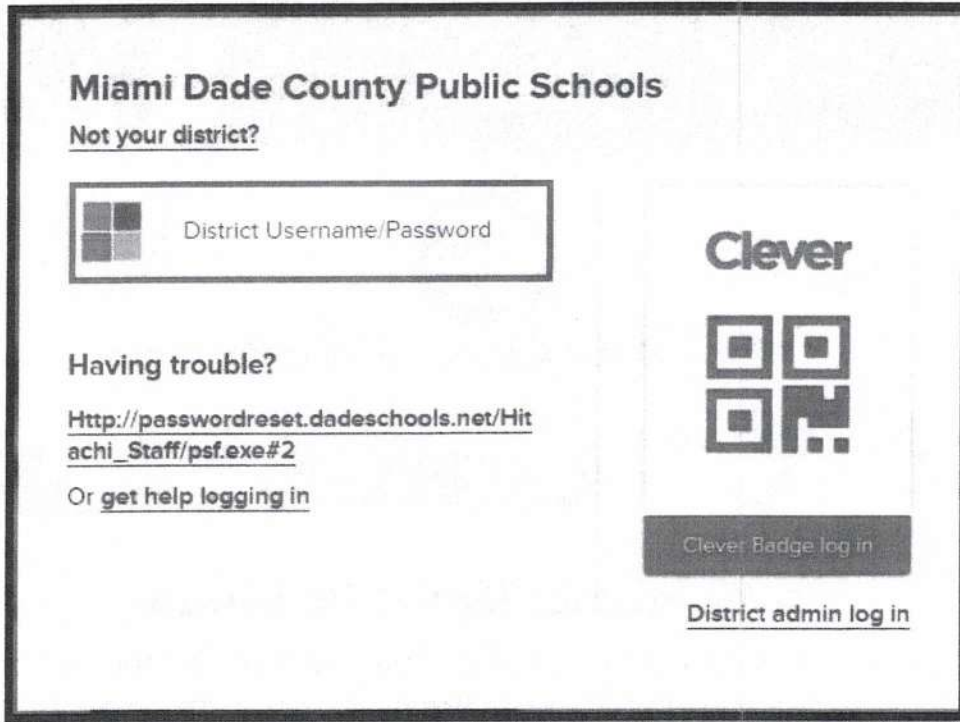 Miami Dade County Public Schools
Not your district?
District Username/Password
Having trouble?
Http://passwordreset.dadeschools.net/Hit
achi_Staff/psf.exe#2
Or get help logging in
Clever
Clever Badge log in
District admin log in